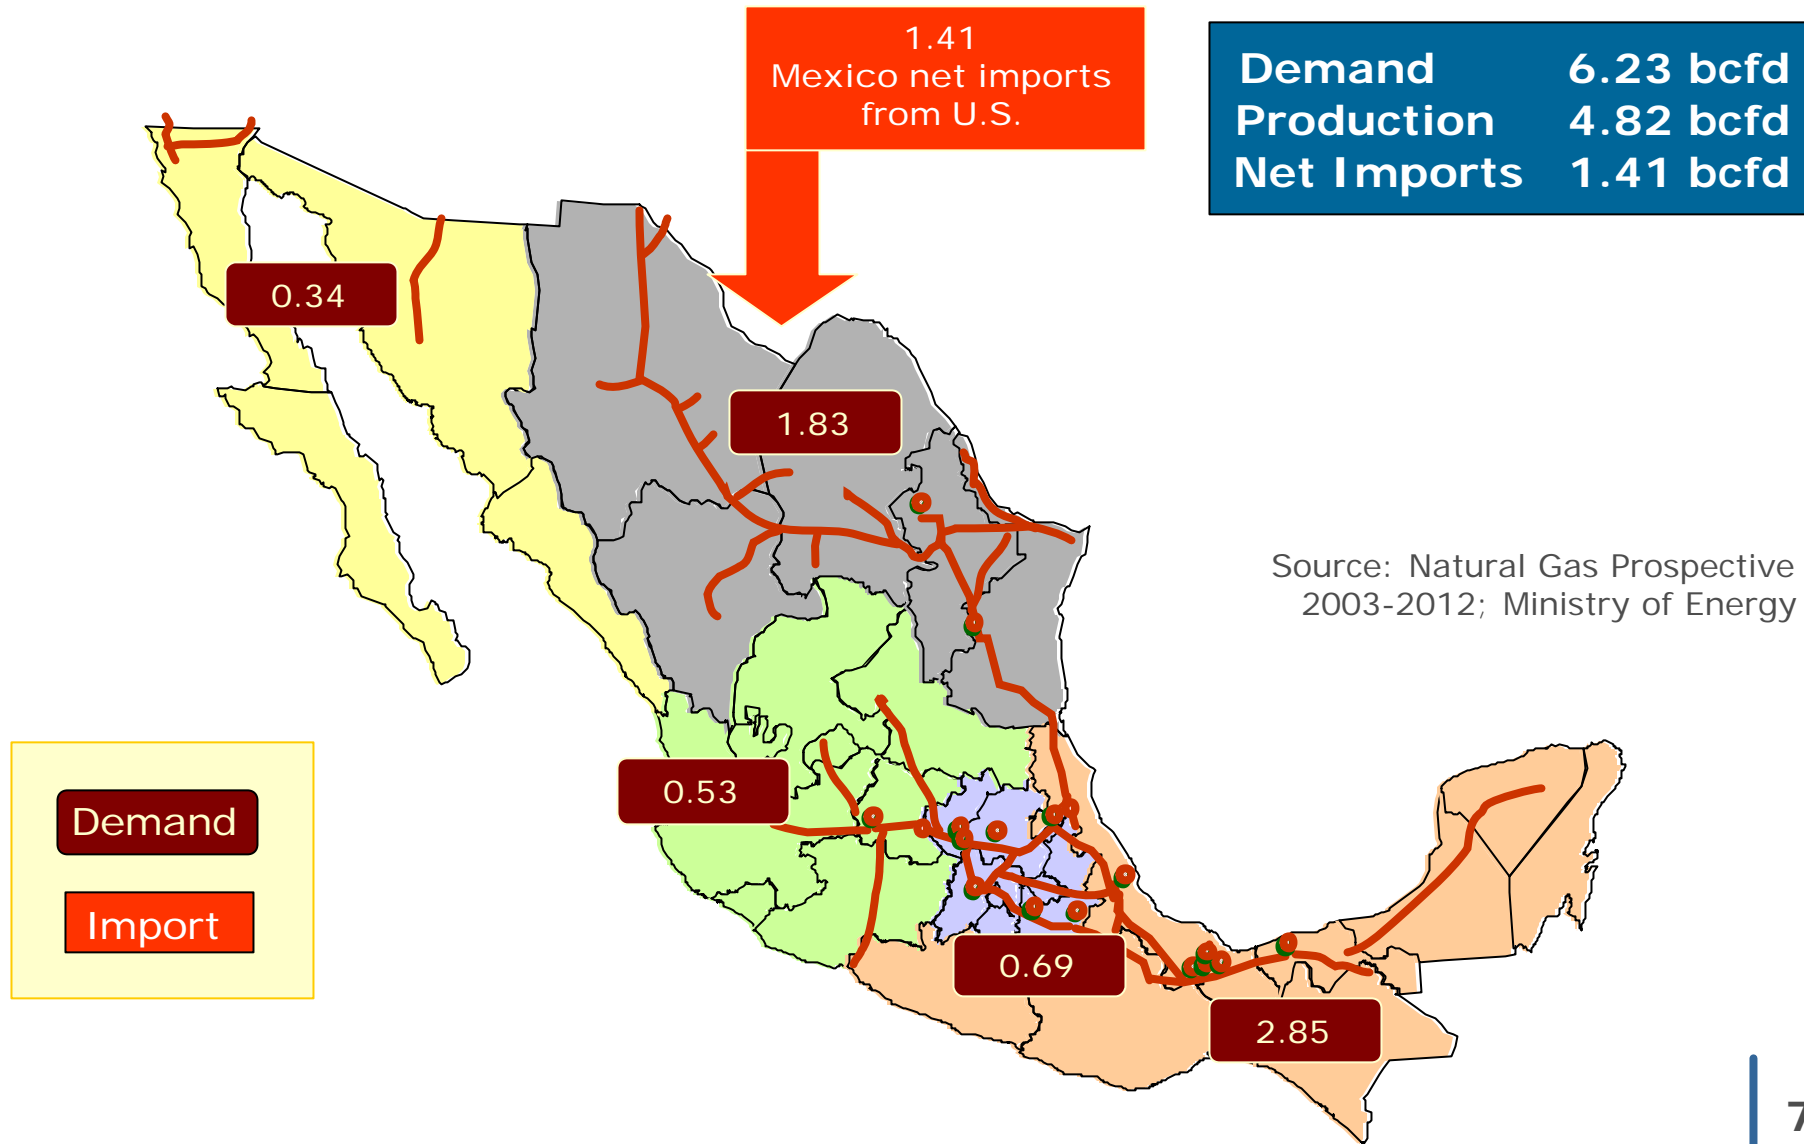 1.41
Mexico net imports
from U.S.
Demand 6.23 bcfd
Production 4.82 bcfd
Net Imports 1.41 bcfd
0.34
1.83
Source: Natural Gas Prospective
2003-2012; Ministry of Energy
0.53
Demand
Import
0.69
2.85
7